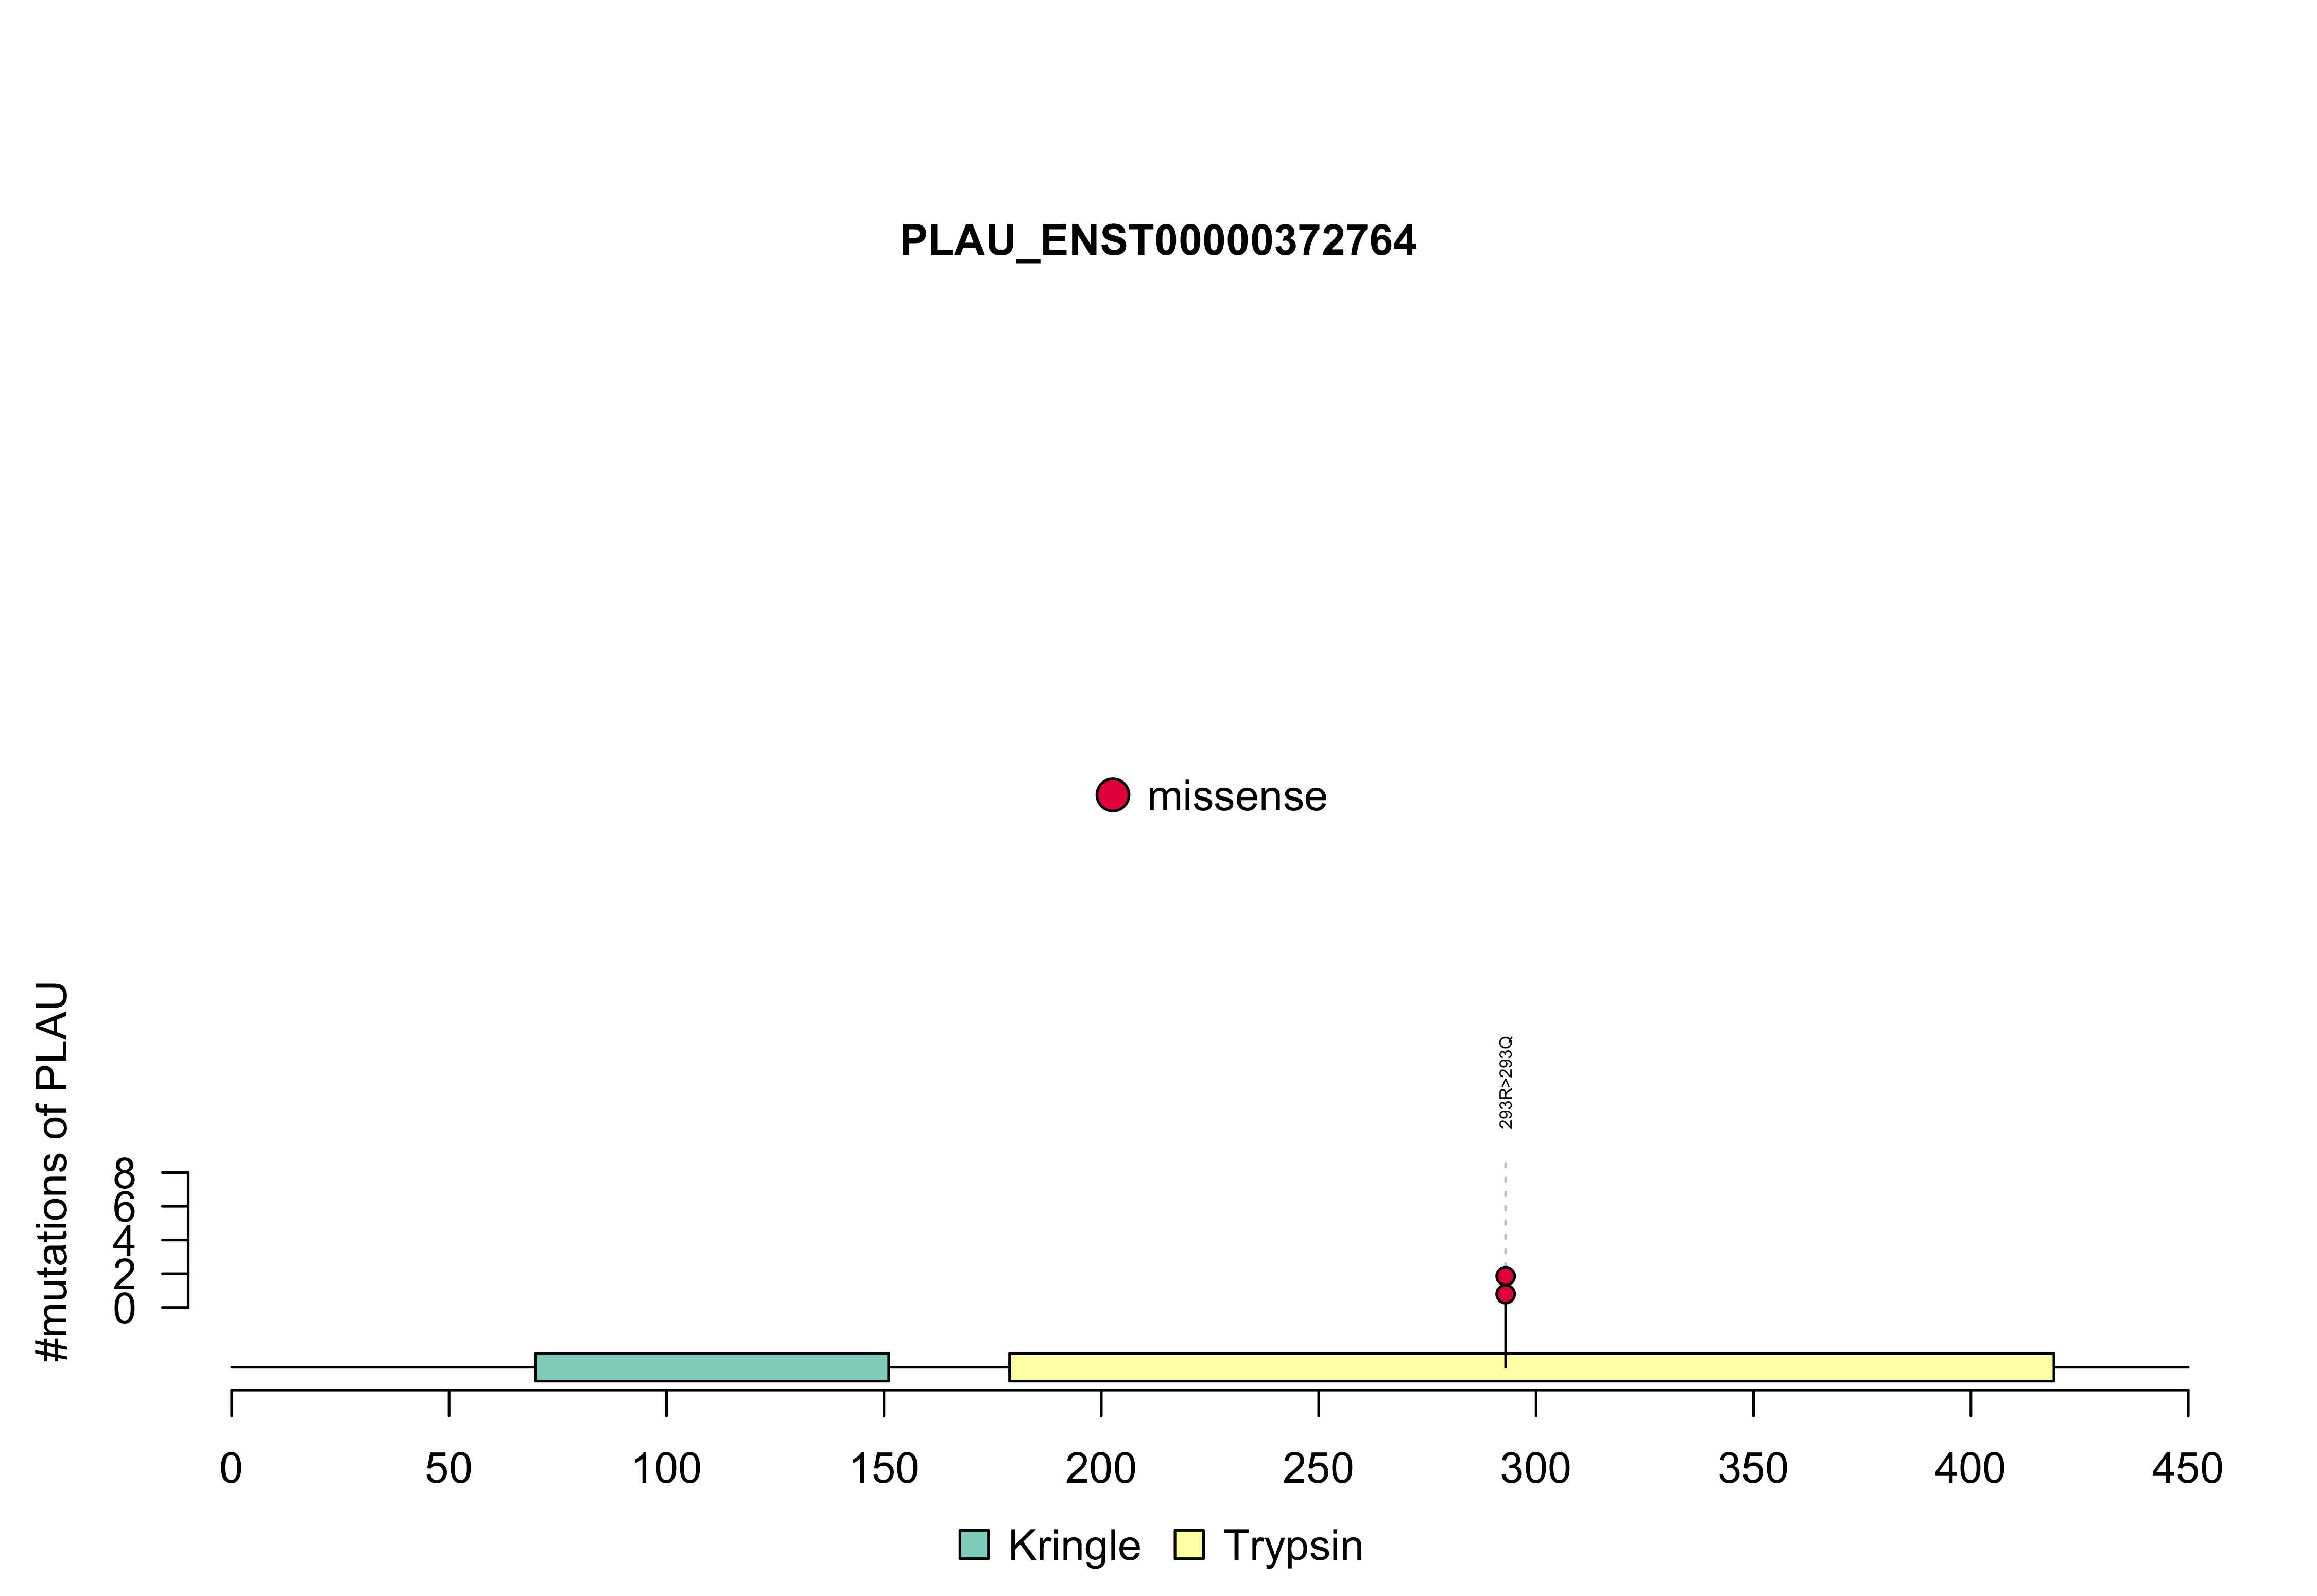 PLAU_ENST00000372764
missense
#mutations of PLAU
293R>293Q
8
6
4
2
0
0 50 100 150 200 250 300 350 400 450
Kringle Trypsin